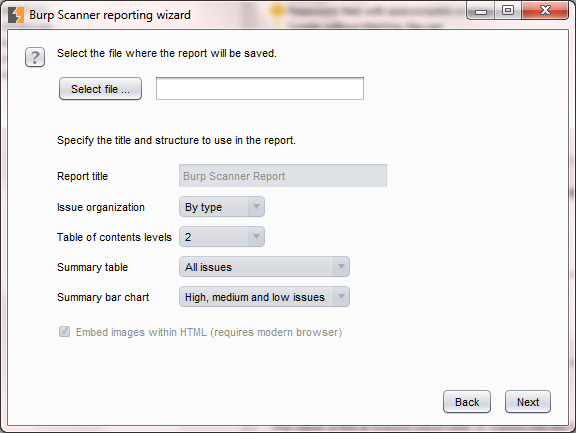 Burp Scanner reporting wizard
Select the file where the report will be saved.
?
Select file ...
Specify the title and structure to use in the report.
Report title Burp Scanner Report
Issue organization By type
Table of contents levels 2
Summary table All issues
Summary bar chart High, medium and low issues
Embed images within HTML (requires modern browser)
Back Next